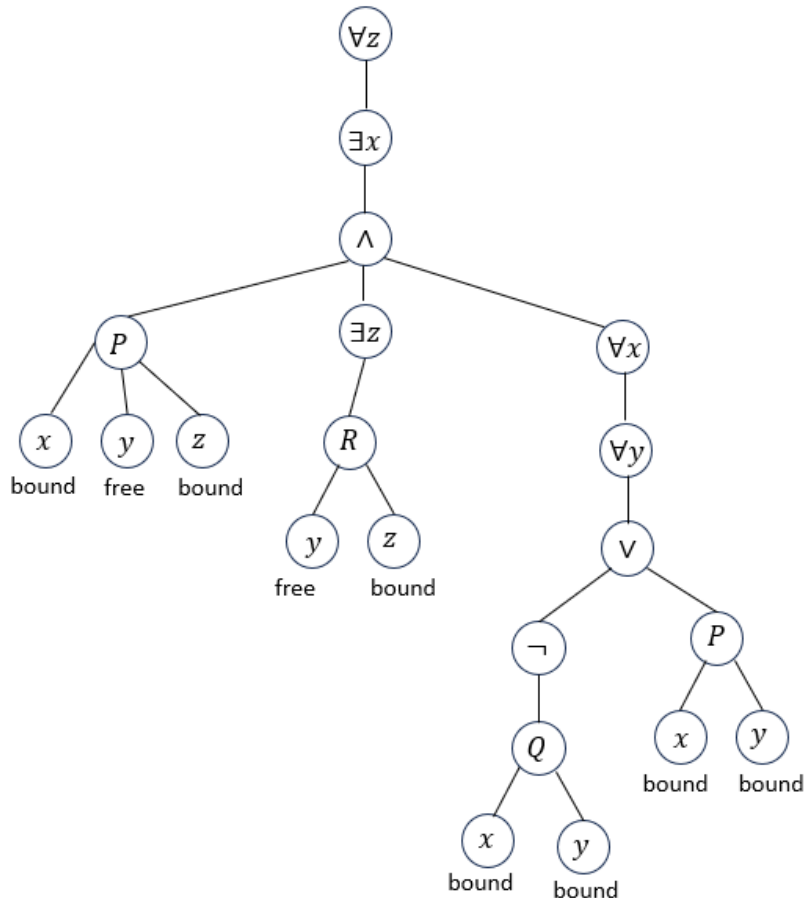 ∀z
∃x
∧
P ∃z ∀x
x y z R ∀y
bound free bound
y z ∨
free bound
¬ P
Q x y
bound bound
x y
bound bound